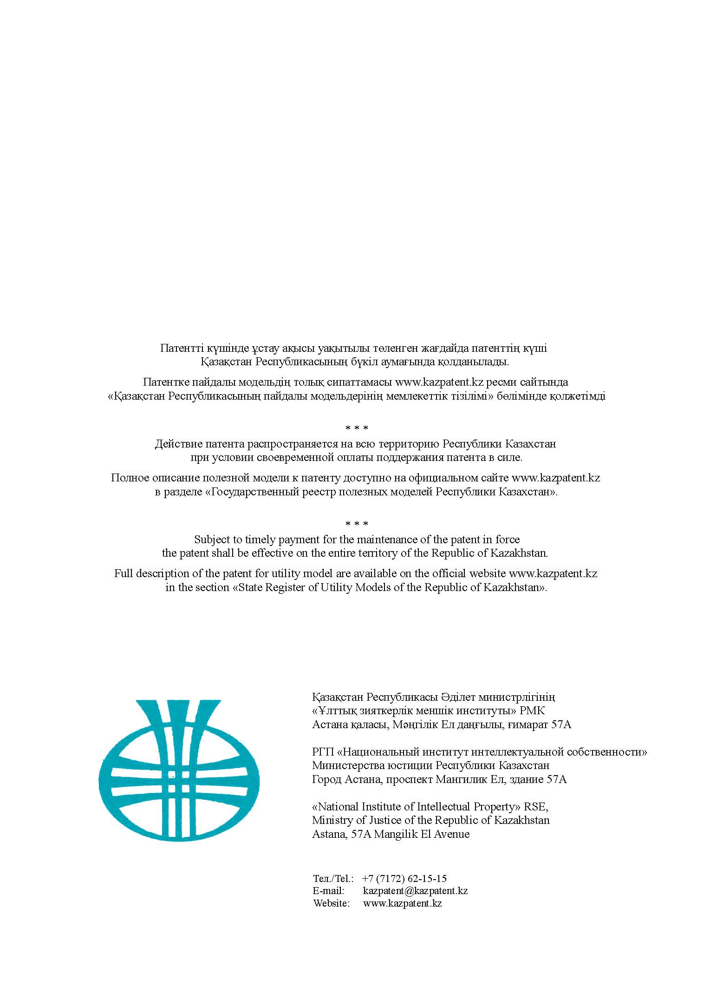 Патентті күшінде ұстау ақысы уақытылы төленген жағдайда патенттің күші
Қазақстан Республикасының бүкіл аумағында қолданылады.
Патентке пайдалы модельдің толық сипаттамасы www.kazpatent.kz ресми сайтында
«Қазақстан Республикасының пайдалы модельдерінің мемлекеттік тізілімі» бөлімінде қолжетімді
* * *
Действие патента распространяется на всю территорию Республики Казахстан
при условии своевременной оплаты поддержания патента в силе.
Полное описание полезной модели к патенту доступно на официальном сайте www.kazpatent.kz
в разделе «Государственный реестр полезных моделей Республики Казахстан».
* * *
Subject to timely payment for the maintenance of the patent in force
the patent shall be effective on the entire territory of the Republic of Kazakhstan.
Full description of the patent for utility model are available on the official website www.kazpatent.kz
in the section «State Register of Utility Models of the Republic of Kazakhstan».
Қазақстан Республикасы Әділет министрлігінің
«Ұлттық зияткерлік меншік институты» РМК
Астана қаласы, Мәңгілік Ел даңғылы, ғимарат 57А
РГП «Национальный институт интеллектуальной собственности»
Министерства юстиции Республики Казахстан
Город Астана, проспект Мангилик Ел, здание 57А
«National Institute of Intellectual Property» RSE,
Ministry of Justice of the Republic of Kazakhstan
Astana, 57A Mangilik El Avenue
Тел./Tel.: +7 (7172) 62-15-15
E-mail: kazpatent@kazpatent.kz
Website: www.kazpatent.kz